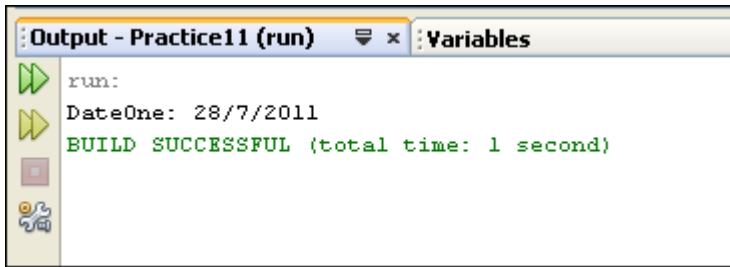 Output - Practice11 (run)
Variables
run:
DateOne: 28/7/2011
BUILD SUCCESSFUL (total time: 1 second)